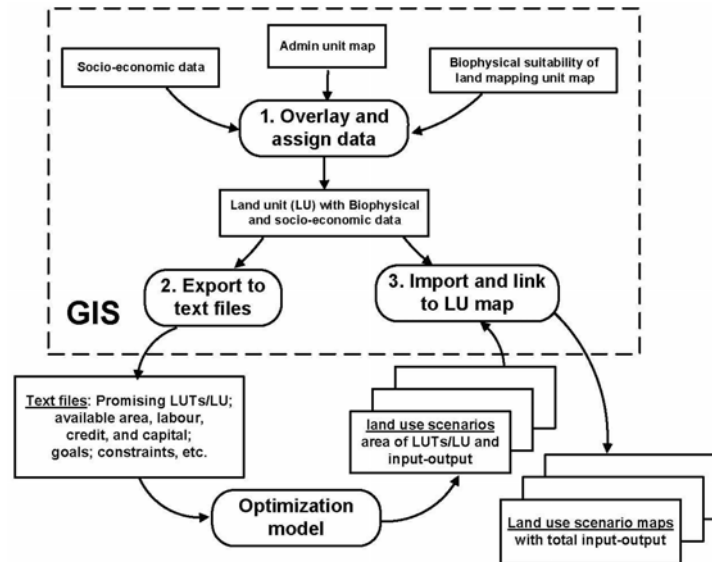 Admin unit map
Socio-economic data
Biophysical suitability of
land mapping unit map
1. Overlay and
assign data
Land unit (LU) with Biophysical
and socio-economic data
2. Export to
text files
3. Import and link
to LU map
GIS
Text files: Promising LUTs/LU;
available area, labour,
credit, and capital;
goals; constraints, etc.
land use scenarios
area of LUTs/LU and
input-output
Optimization
model
Land use scenario maps
with total input-output